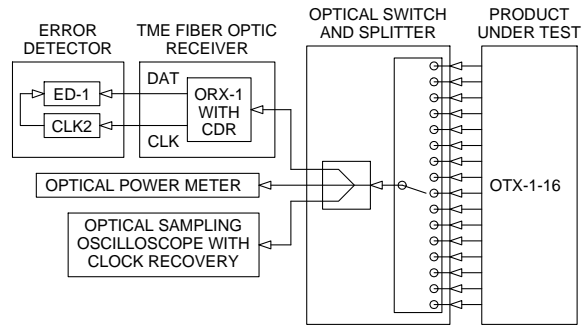 ERROR
DETECTOR
TME FIBER OPTIC
RECEIVER
OPTICAL SWITCH
AND SPLITTER
PRODUCT
UNDER TEST
ED-1
CLK2
DAT
CLK
ORX-1
WITH
CDR
OPTICAL POWER METER
OPTICAL SAMPLING
OSCILLOSCOPE WITH
CLOCK RECOVERY
OTX-1-16